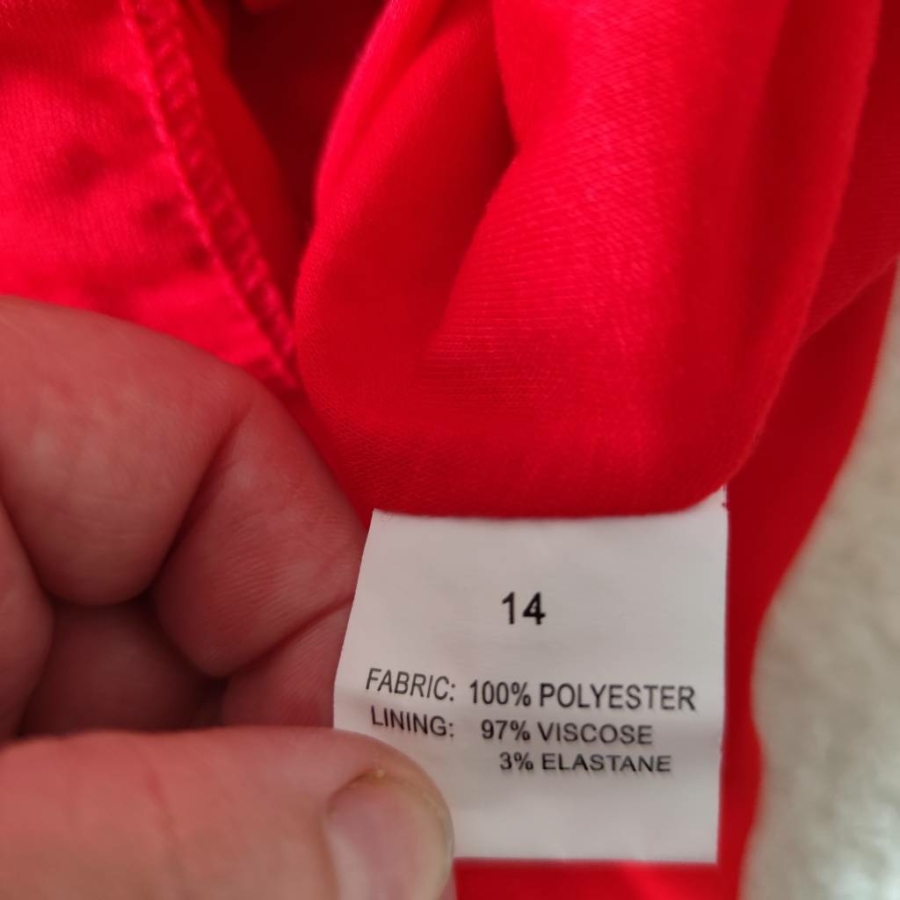 14
FABRIC: 100% POLYESTER
LINING: 97% VISCOSE
3% ELASTANE